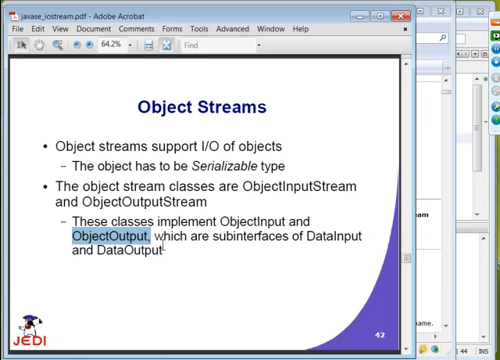 javase_iostream.pdf - Adobe Acrobat
File Edit View Document Comments Forms Tools Advanced Window Help
64.2% Find
Object Streams
• Object streams support I/O of objects
– The object has to be Serializable type
• The object stream classes are ObjectInputStream
and ObjectOutputStream
– These classes implement ObjectInput and
ObjectOutput, which are subinterfaces of DataInput
and DataOutput
JEDI
42